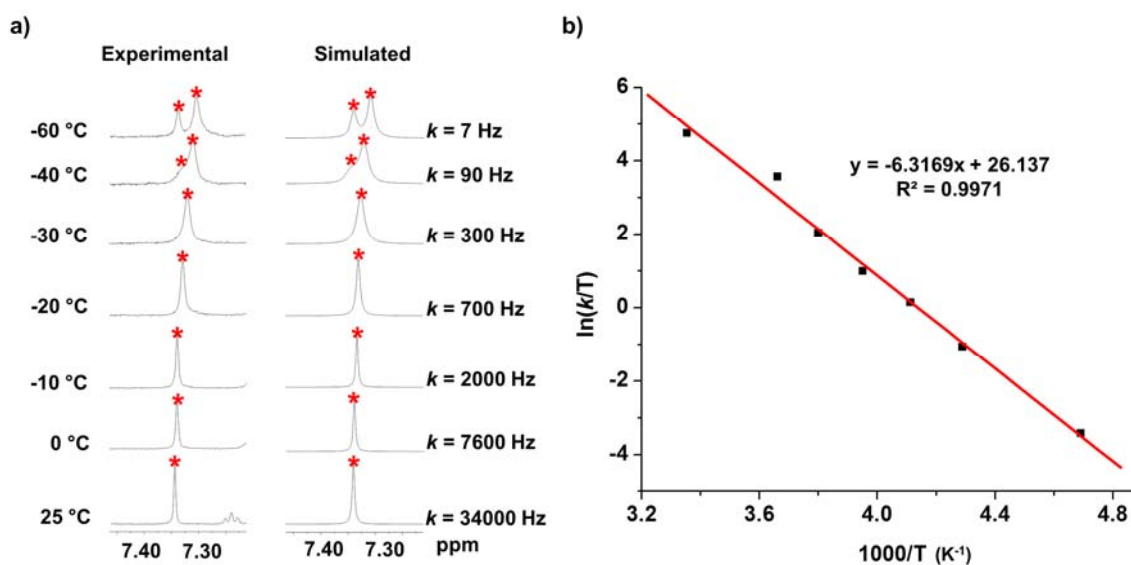 a)
Experimental Simulated
-60 °C * * * * k = 7 Hz
-40 °C * * * * k = 90 Hz
-30 °C * * k = 300 Hz
-20 °C * * k = 700 Hz
-10 °C * * k = 2000 Hz
0 °C * * k = 7600 Hz
25 °C * * k = 34000 Hz
7.40 7.30 7.40 7.30 ppm
b)
6
4
2
0
-2
-4
ln(k/T)
y = -6.3169x + 26.137
R² = 0.9971
3.2 3.6 4.0 4.4 4.8
1000/T (K⁻¹)